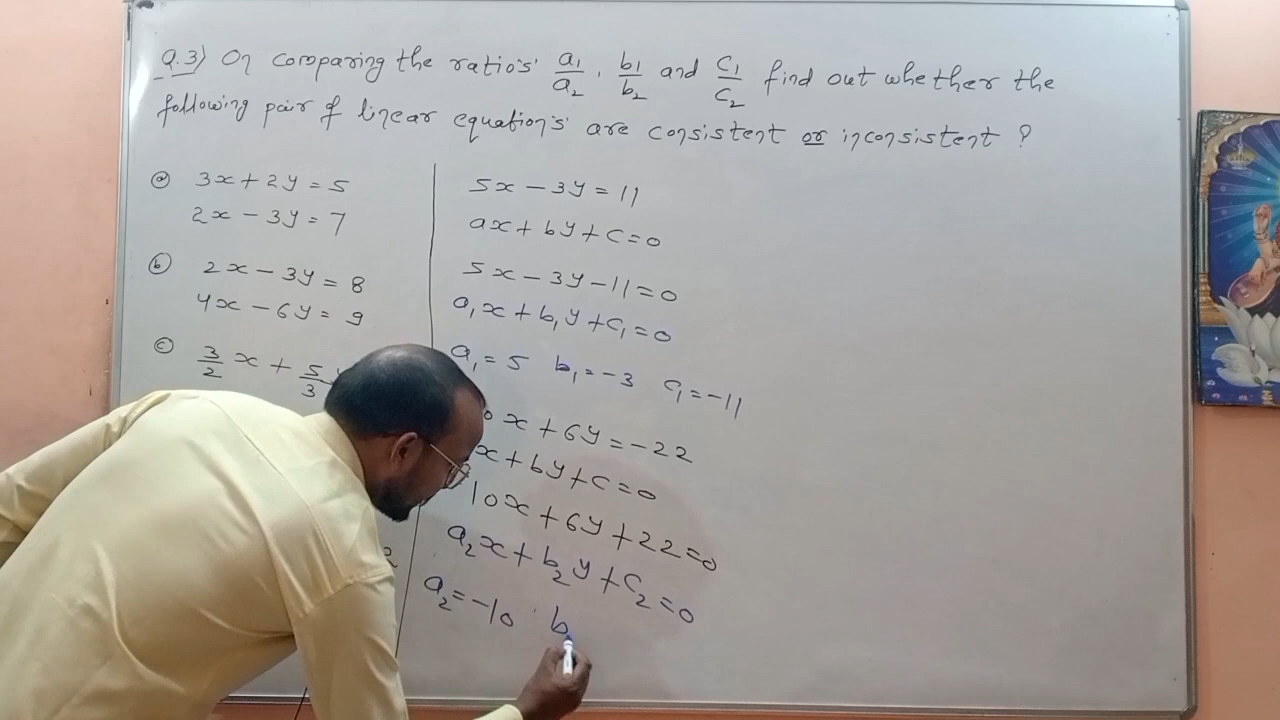 Q.3) On comparing the ratios a₁/a₂, b₁/b₂ and c₁/c₂ find out whether the
following pair of linear equations are consistent or inconsistent ?
(a) 3x + 2y = 5
2x - 3y = 7
(b) 2x - 3y = 8
4x - 6y = 9
(c) 3/2 x + 5/3
5x - 3y = 11
ax + by + c = 0
5x - 3y - 11 = 0
a₁x + b₁y + c₁ = 0
a₁ = 5 b₁ = -3 c₁ = -11
x + 6y = -22
x + by + c = 0
10x + 6y + 22 = 0
a₂x + b₂y + c₂ = 0
a₂ = -10 b